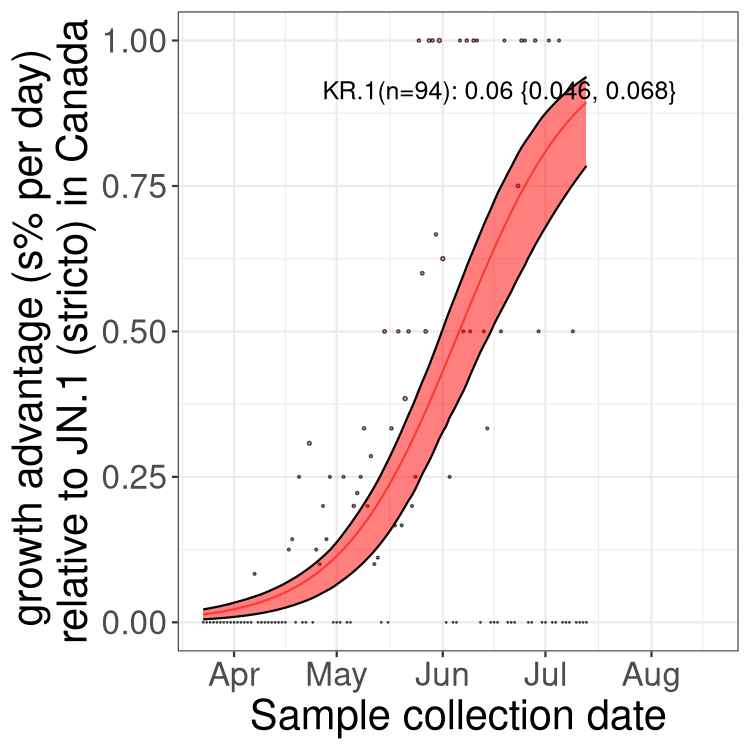 growth advantage (s% per day)
relative to JN.1 (stricto) in Canada
1.00
0.75
0.50
0.25
0.00
KR.1(n=94): 0.06 {0.046, 0.068}
Apr May Jun Jul Aug
Sample collection date